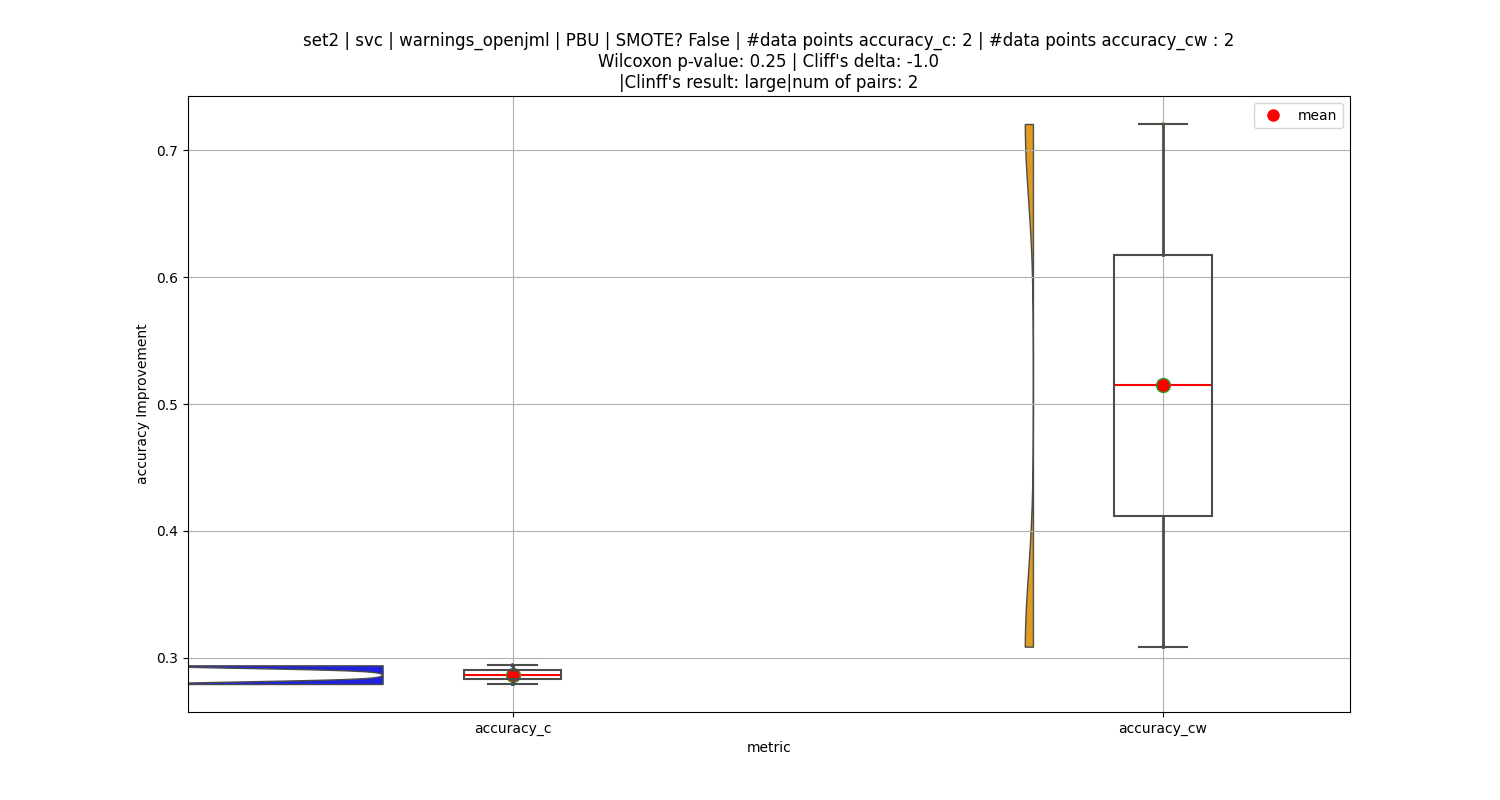 set2 | svc | warnings_openjml | PBU | SMOTE? False | #data points accuracy_c: 2 | #data points accuracy_cw : 2
Wilcoxon p-value: 0.25 | Cliff's delta: -1.0
|Clinff's result: large|num of pairs: 2
mean
0.7
0.6
0.5
0.4
0.3
accuracy Improvement
accuracy_c
accuracy_cw
metric